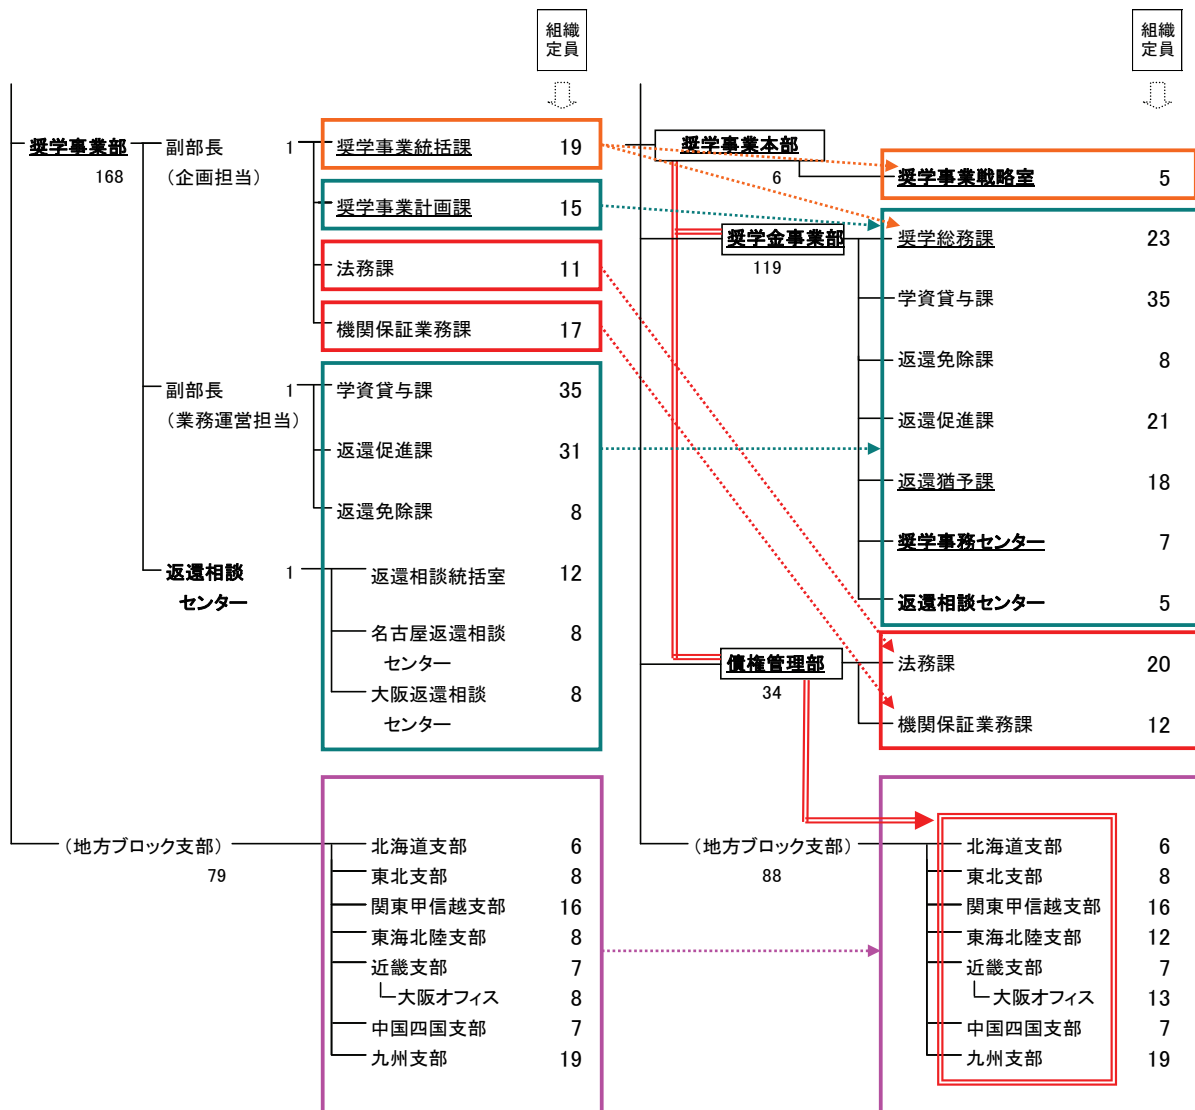 組織
定員
奨学事業部
168
副部長
（企画担当）
1
奨学事業統括課 19
奨学事業計画課 15
法務課 11
機関保証業務課 17
副部長
（業務運営担当）
1
学資貸与課 35
返還促進課 31
返還免除課 8
返還相談
センター
1
返還相談統括室 12
名古屋返還相談
センター
8
大阪返還相談
センター
8
（地方ブロック支部）
79
北海道支部 6
東北支部 8
関東甲信越支部 16
東海北陸支部 8
近畿支部 7
大阪オフィス 8
中国四国支部 7
九州支部 19
組織
定員
奨学事業本部
6
奨学事業戦略室 5
奨学金事業部
119
奨学総務課 23
学資貸与課 35
返還免除課 8
返還促進課 21
返還猶予課 18
奨学事務センター 7
返還相談センター 5
債権管理部
34
法務課 20
機関保証業務課 12
（地方ブロック支部）
88
北海道支部 6
東北支部 8
関東甲信越支部 16
東海北陸支部 12
近畿支部 7
大阪オフィス 13
中国四国支部 7
九州支部 19